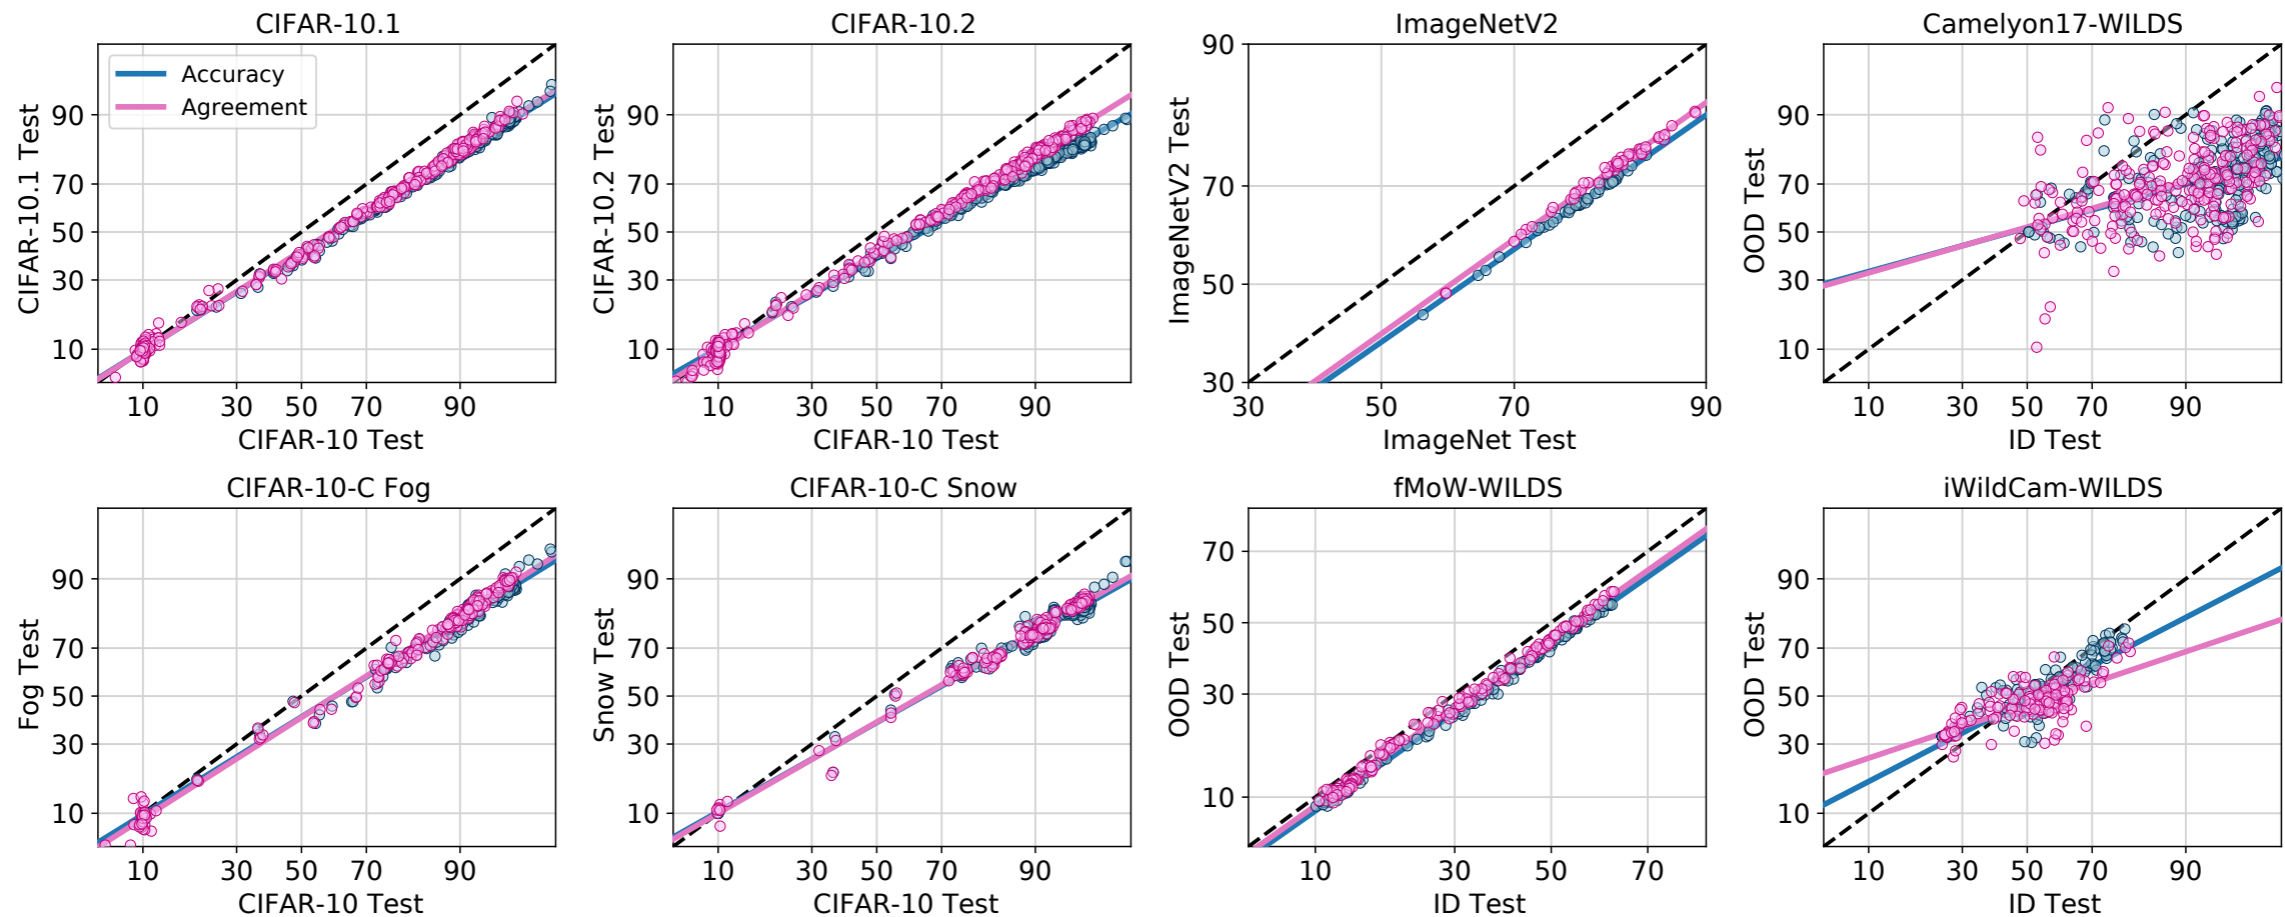 CIFAR-10.1
CIFAR-10.1 Test
90
70
50
30
10
Accuracy
Agreement
10 30 50 70 90
CIFAR-10 Test
CIFAR-10.2
CIFAR-10.2 Test
90
70
50
30
10
10 30 50 70 90
CIFAR-10 Test
ImageNetV2
ImageNetV2 Test
90
70
50
30
30 50 70 90
ImageNet Test
Camelyon17-WILDS
OOD Test
90
70
50
30
10
10 30 50 70 90
ID Test
CIFAR-10-C Fog
Fog Test
90
70
50
30
10
10 30 50 70 90
CIFAR-10 Test
CIFAR-10-C Snow
Snow Test
90
70
50
30
10
10 30 50 70 90
CIFAR-10 Test
fMoW-WILDS
OOD Test
70
50
30
10
10 30 50 70
ID Test
iWildCam-WILDS
OOD Test
90
70
50
30
10
10 30 50 70 90
ID Test